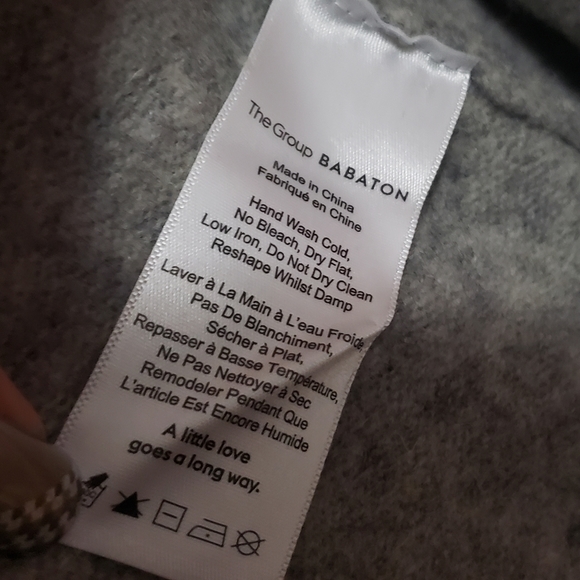 The Group BABATON
Made in China
Fabriqué en Chine
Hand Wash Cold,
No Bleach, Dry Flat,
Low Iron, Do Not Dry Clean
Reshape Whilst Damp
Laver à La Main à L'eau Froide,
Pas De Blanchiment,
Sécher à Plat,
Repasser à Basse Température,
Ne Pas Nettoyer à Sec
Remodeler Pendant Que
L'article Est Encore Humide
A little love
goes a long way.